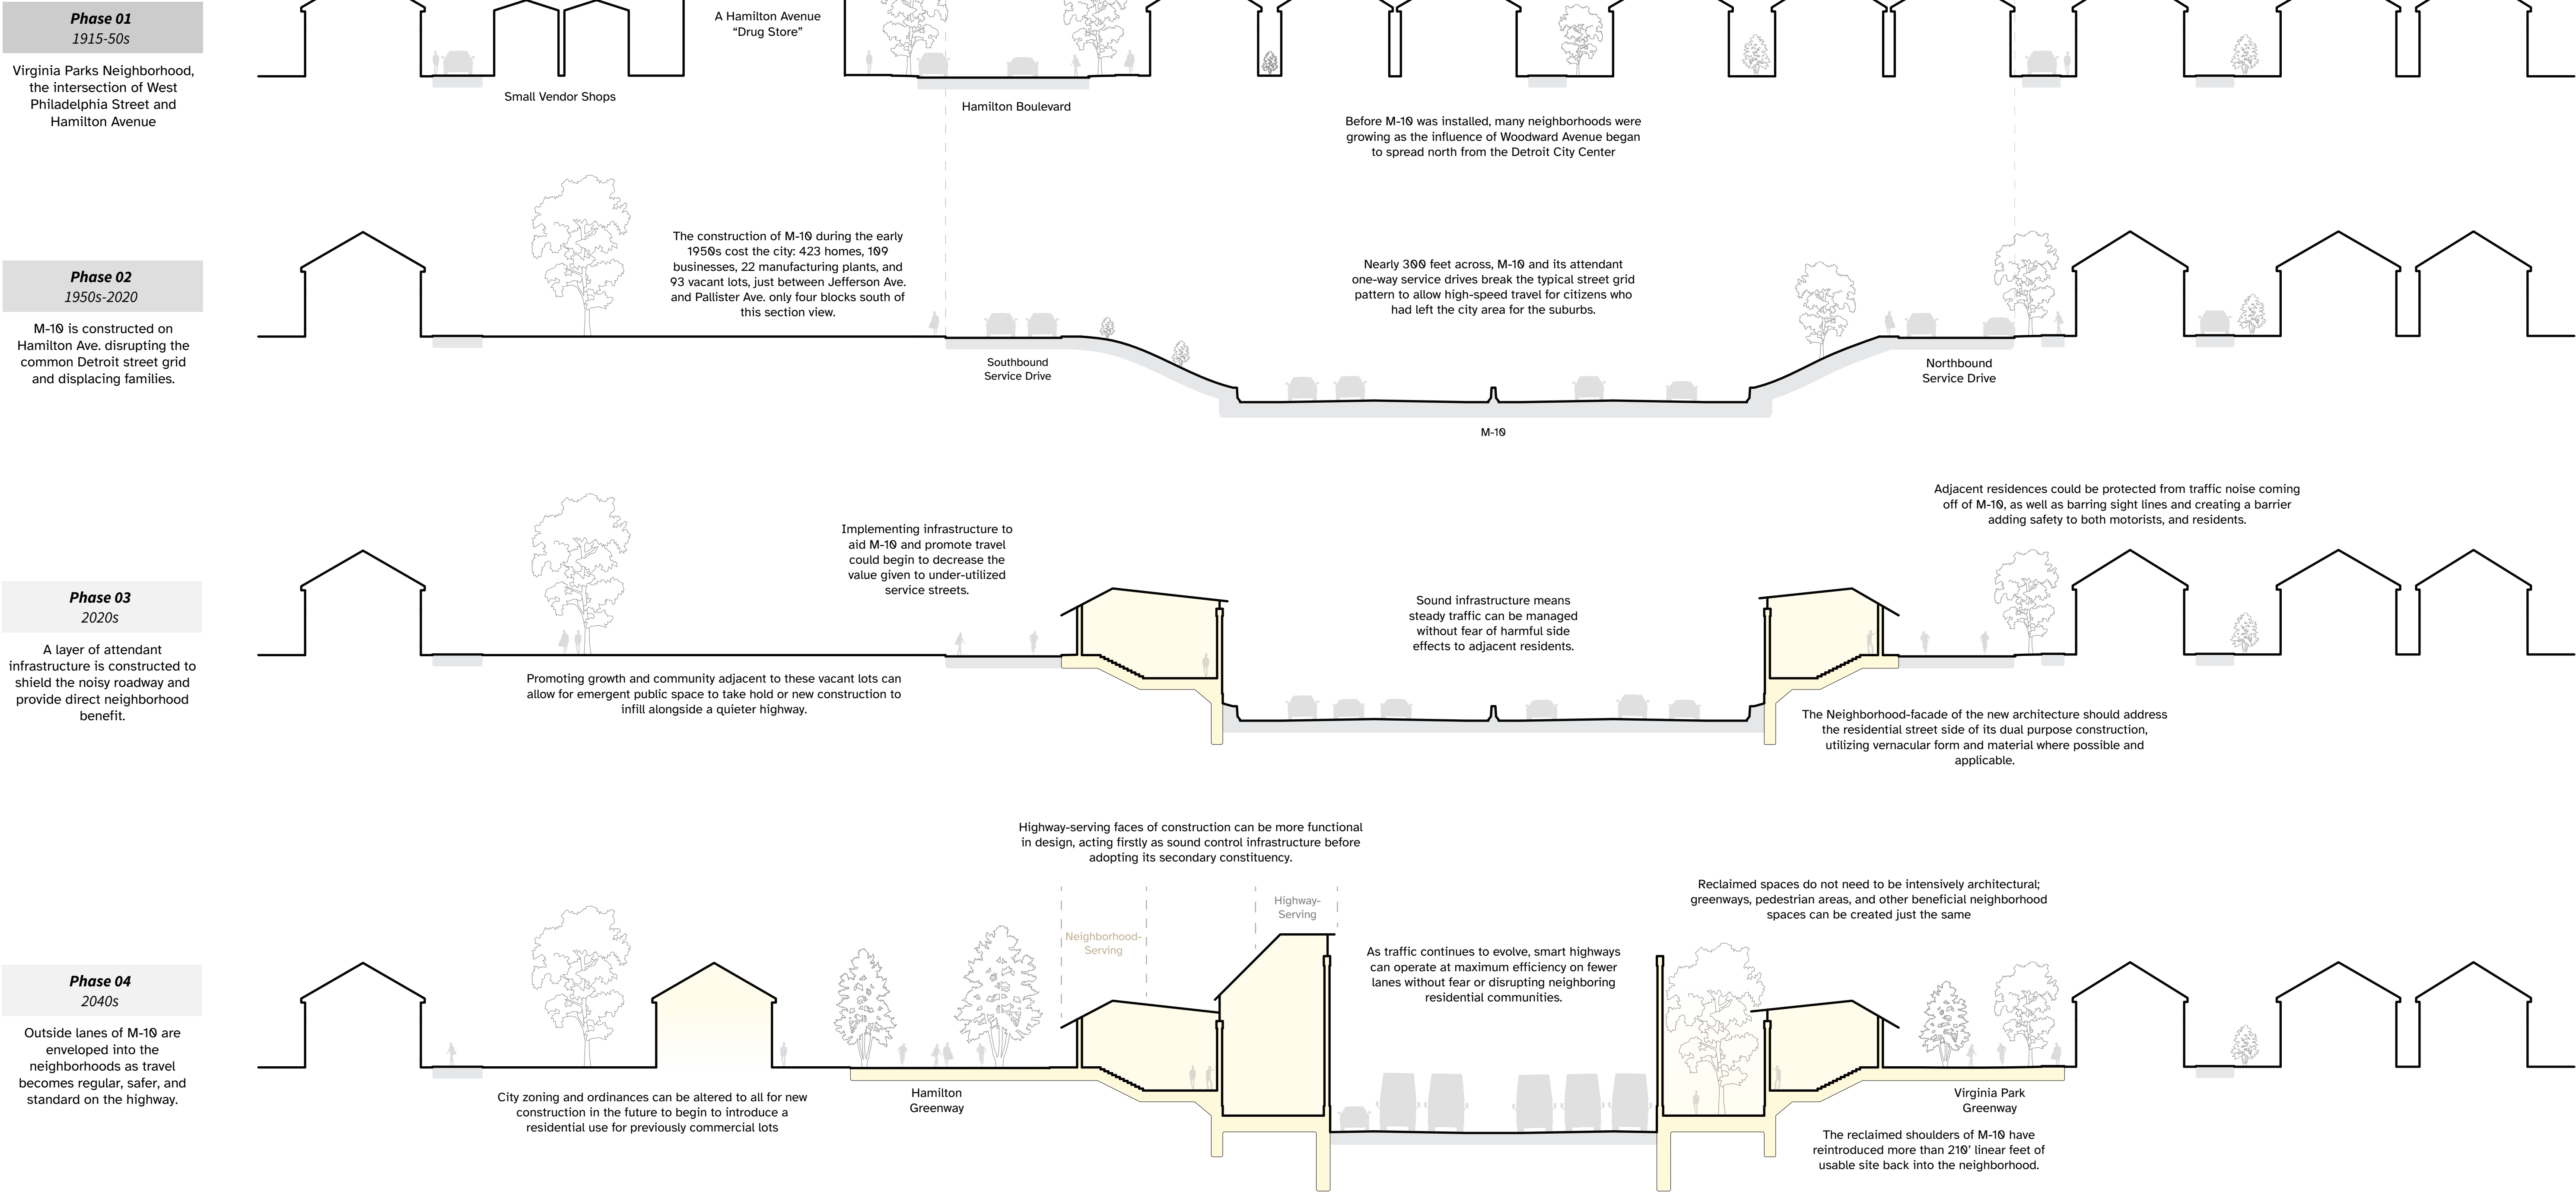 Phase 01
1915-50s
Virginia Parks Neighborhood,
the intersection of West
Philadelphia Street and
Hamilton Avenue
A Hamilton Avenue
“Drug Store”
Small Vendor Shops
Hamilton Boulevard
Before M-10 was installed, many neighborhoods were
growing as the influence of Woodward Avenue began
to spread north from the Detroit City Center
Phase 02
1950s-2020
M-10 is constructed on
Hamilton Ave. disrupting the
common Detroit street grid
and displacing families.
The construction of M-10 during the early
1950s cost the city: 423 homes, 109
businesses, 22 manufacturing plants, and
93 vacant lots, just between Jefferson Ave.
and Pallister Ave. only four blocks south of
this section view.
Nearly 300 feet across, M-10 and its attendant
one-way service drives break the typical street grid
pattern to allow high-speed travel for citizens who
had left the city area for the suburbs.
Southbound
Service Drive
Northbound
Service Drive
M-10
Phase 03
2020s
A layer of attendant
infrastructure is constructed to
shield the noisy roadway and
provide direct neighborhood
benefit.
Implementing infrastructure to
aid M-10 and promote travel
could begin to decrease the
value given to under-utilized
service streets.
Promoting growth and community adjacent to these vacant lots can
allow for emergent public space to take hold or new construction to
infill alongside a quieter highway.
Sound infrastructure means
steady traffic can be managed
without fear of harmful side
effects to adjacent residents.
Adjacent residences could be protected from traffic noise coming
off of M-10, as well as barring sight lines and creating a barrier
adding safety to both motorists, and residents.
The Neighborhood-facade of the new architecture should address
the residential street side of its dual purpose construction,
utilizing vernacular form and material where possible and
applicable.
Phase 04
2040s
Outside lanes of M-10 are
enveloped into the
neighborhoods as travel
becomes regular, safer, and
standard on the highway.
Highway-serving faces of construction can be more functional
in design, acting firstly as sound control infrastructure before
adopting its secondary constituency.
Neighborhood-
Serving
Highway-
Serving
As traffic continues to evolve, smart highways
can operate at maximum efficiency on fewer
lanes without fear or disrupting neighboring
residential communities.
Reclaimed spaces do not need to be intensively architectural;
greenways, pedestrian areas, and other beneficial neighborhood
spaces can be created just the same
City zoning and ordinances can be altered to all for new
construction in the future to begin to introduce a
residential use for previously commercial lots
Hamilton
Greenway
Virginia Park
Greenway
The reclaimed shoulders of M-10 have
reintroduced more than 210’ linear feet of
usable site back into the neighborhood.